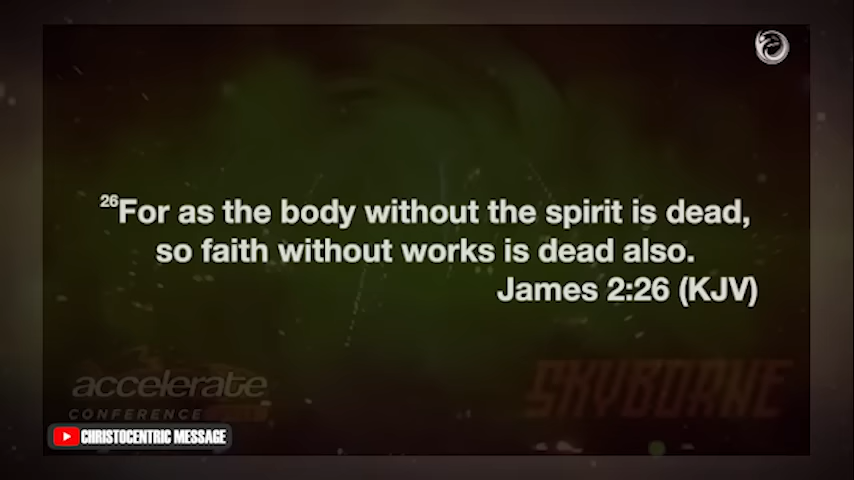 26For as the body without the spirit is dead,
so faith without works is dead also.
James 2:26 (KJV)
accelerate
CONFERENCE
SKYBORNE
CHRISTOCENTRIC MESSAGE